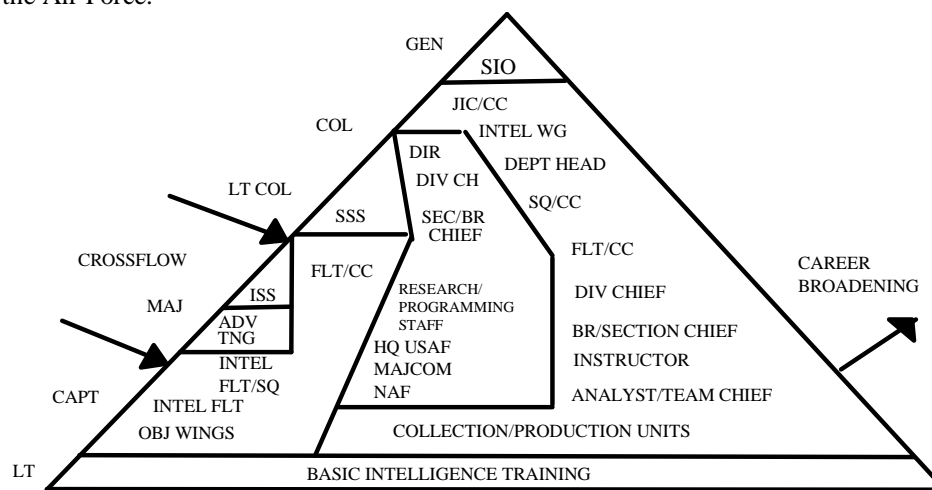 the Air Force.
GEN
SIO
JIC/CC
COL
INTEL WG
DIR
DEPT HEAD
DIV CH
LT COL
SQ/CC
SSS
SEC/BR
CHIEF
CROSSFLOW
FLT/CC
FLT/CC
CAREER
BROADENING
ISS
RESEARCH/
PROGRAMMING
STAFF
DIV CHIEF
MAJ
ADV
TNG
BR/SECTION CHIEF
HQ USAF
INTEL
FLT/SQ
MAJCOM
INSTRUCTOR
CAPT
NAF
ANALYST/TEAM CHIEF
INTEL FLT
OBJ WINGS
COLLECTION/PRODUCTION UNITS
LT
BASIC INTELLIGENCE TRAINING